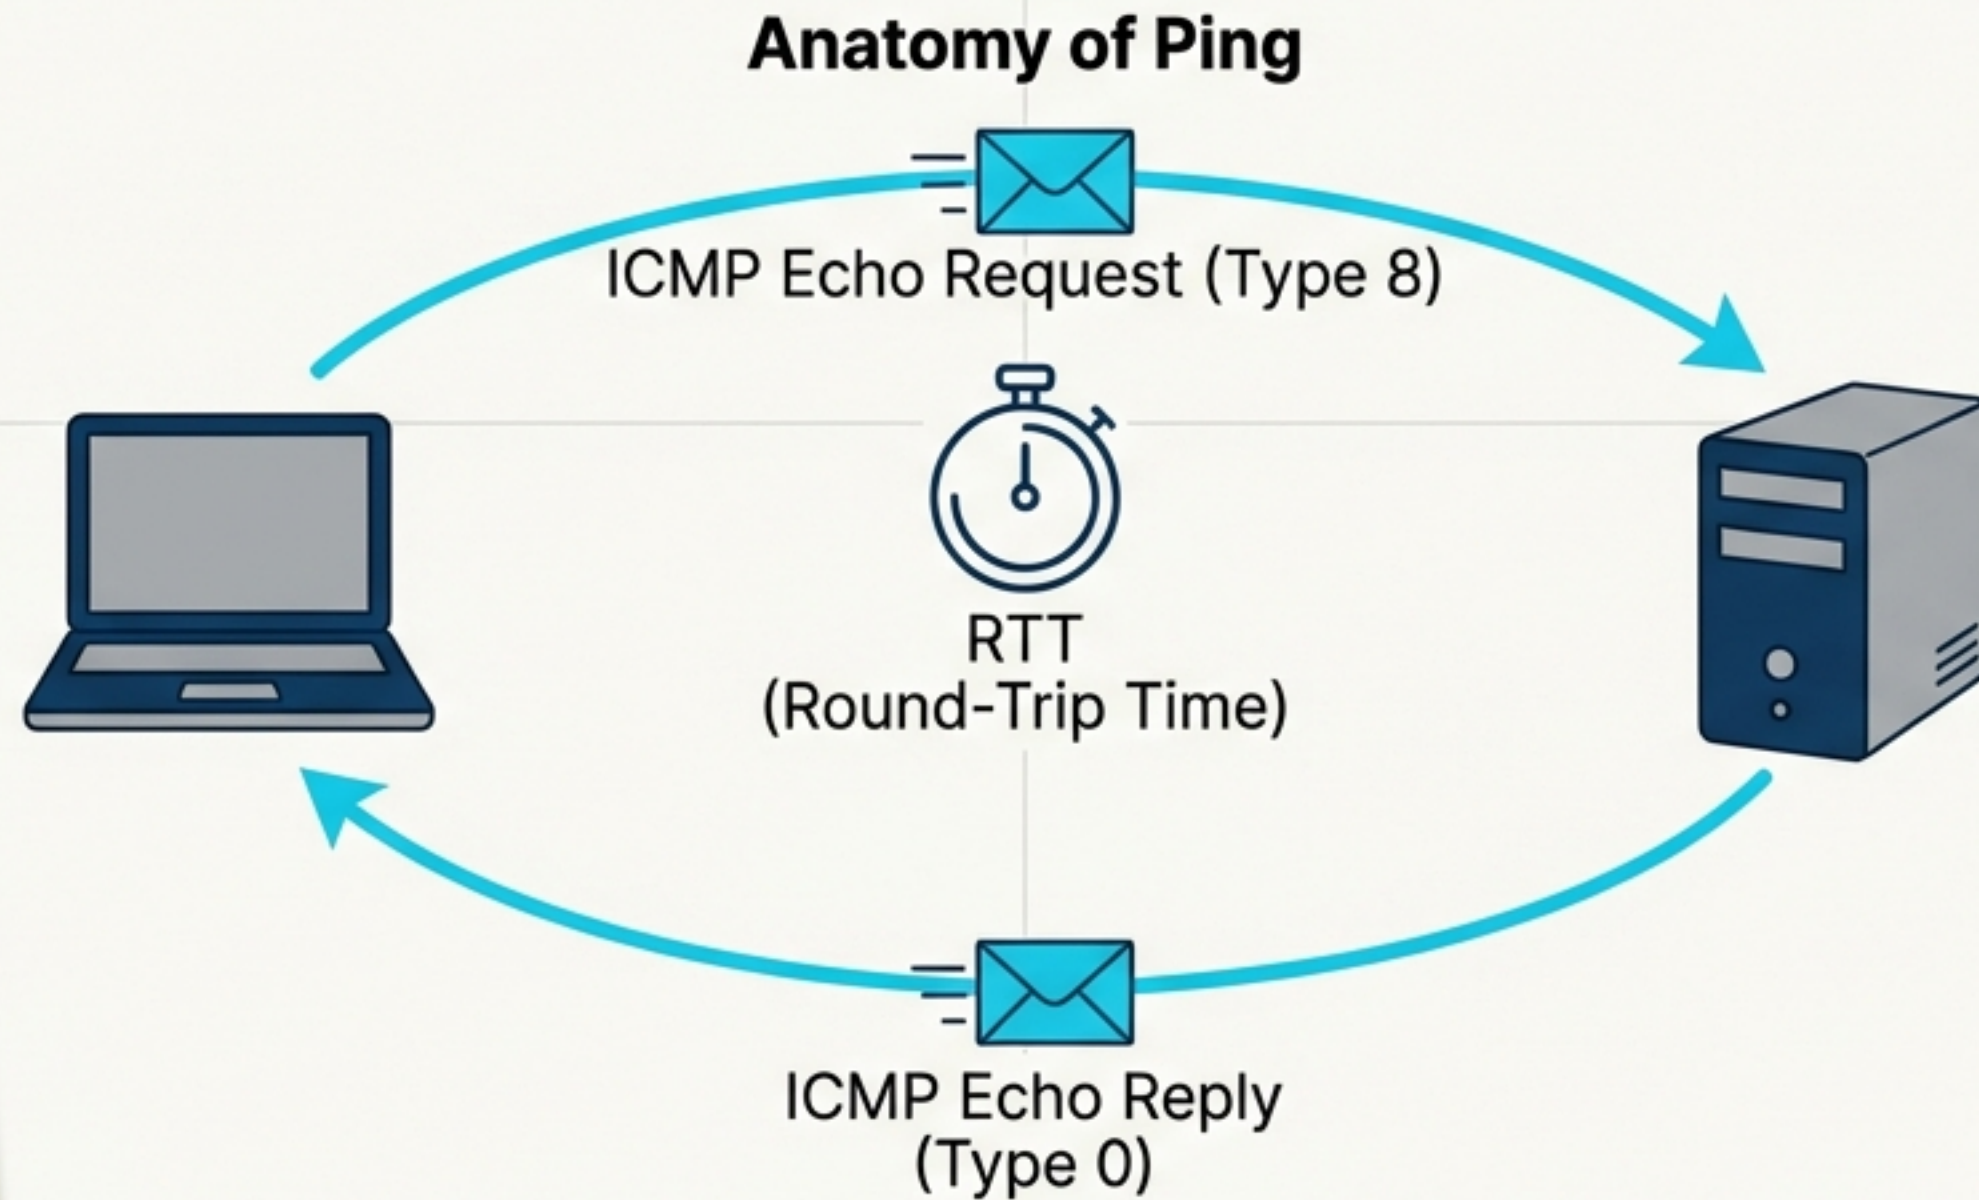 Anatomy of Ping
ICMP Echo Request (Type 8)
RTT
(Round-Trip Time)
ICMP Echo Reply
(Type 0)